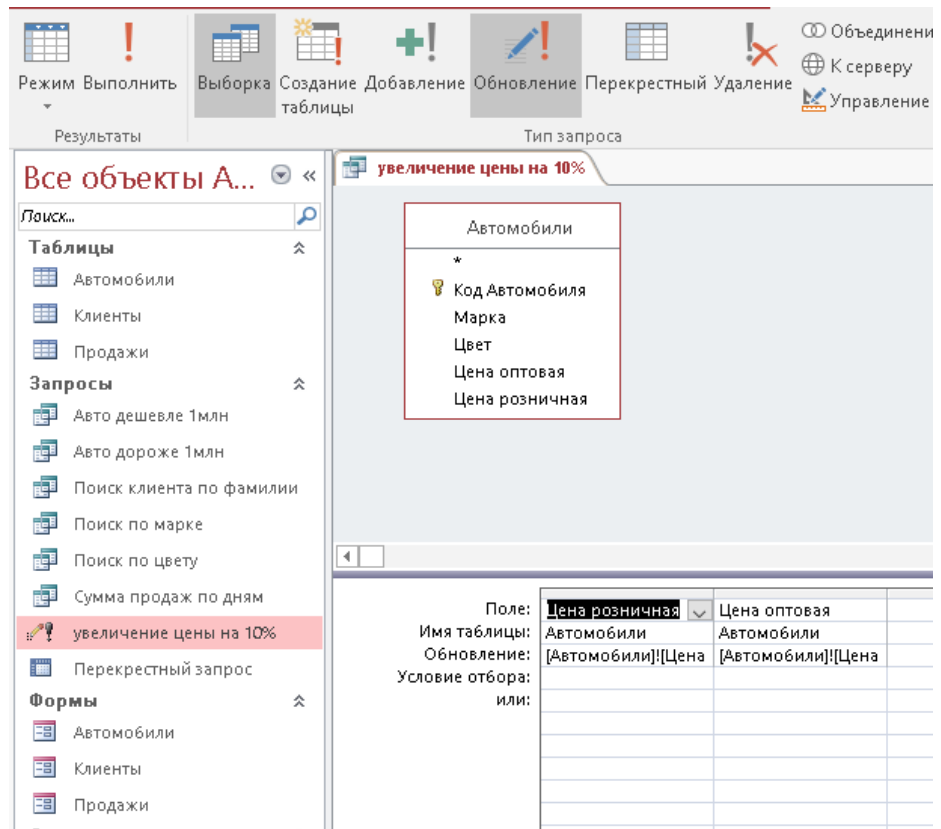 Режим Выполнить Выборка Создание таблицы Добавление Обновление Перекрестный Удаление
Объединени
К серверу
Управление
Результаты Тип запроса
Все объекты A... «
увеличение цены на 10%
Поиск...
Таблицы
Автомобили
Клиенты
Продажи
Запросы
Авто дешевле 1млн
Авто дороже 1млн
Поиск клиента по фамилии
Поиск по марке
Поиск по цвету
Сумма продаж по дням
увеличение цены на 10%
Перекрестный запрос
Формы
Автомобили
Клиенты
Продажи
Автомобили
*
Код Автомобиля
Марка
Цвет
Цена оптовая
Цена розничная
Поле: Цена розничная Цена оптовая
Имя таблицы: Автомобили Автомобили
Обновление: [Автомобили]![Цена [Автомобили]![Цена
Условие отбора:
или: